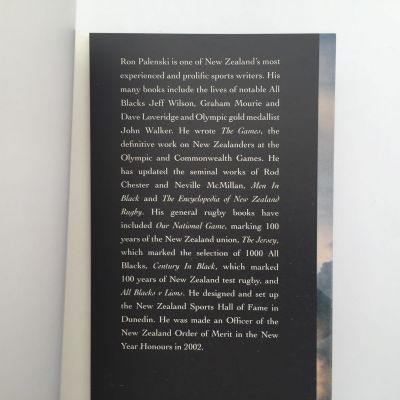 Ron Palenski is one of New Zealand's most
experienced and prolific sports writers. His
many books include the lives of notable All
Blacks Jeff Wilson, Graham Mourie and
Dave Loveridge and Olympic gold medallist
John Walker. He wrote The Games, the
definitive work on New Zealanders at the
Olympic and Commonwealth Games. He
has updated the seminal works of Rod
Chester and Neville McMillan, Men In
Black and The Encyclopedia of New Zealand
Rugby. His general rugby books have
included Our National Game, marking 100
years of the New Zealand union, The Jersey,
which marked the selection of 1000 All
Blacks, Century In Black, which marked
100 years of New Zealand test rugby, and
All Blacks v Lions. He designed and set up
the New Zealand Sports Hall of Fame in
Dunedin. He was made an Officer of the
New Zealand Order of Merit in the New
Year Honours in 2002.